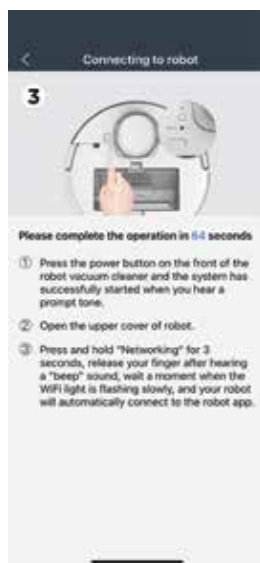 Connecting to robot
3
Please complete the operation in 64 seconds
① Press the power button on the front of the
robot vacuum cleaner and the system has
successfully started when you hear a
prompt tone.
② Open the upper cover of robot.
③ Press and hold "Networking" for 3
seconds, release your finger after hearing
a "beep" sound, wait a moment when the
WiFi light is flashing slowly, and your robot
will automatically connect to the robot app.